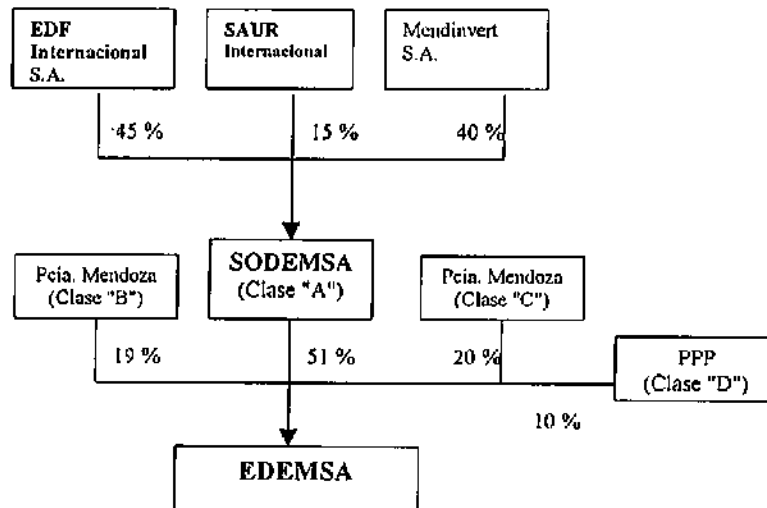 EDF
Internacional
S.A.
SAUR
Internacional
Mendinvert
S.A.
45 %
15 %
40 %
Pcia. Mendoza
(Clase "B")
SODEMSA
(Clase "A")
Pcia. Mendoza
(Clase "C")
19 %
51 %
20 %
PPP
(Clase "D")
10 %
EDEMSA